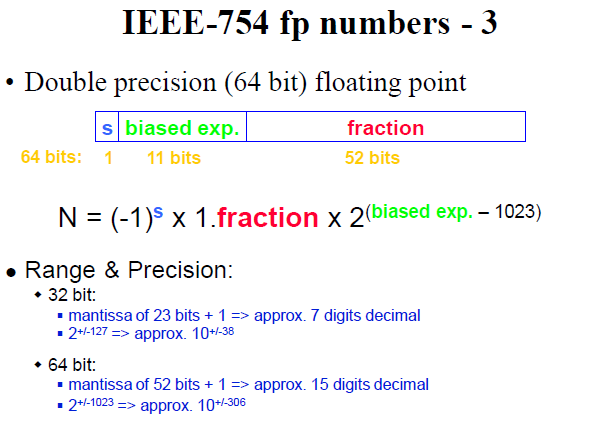 IEEE-754 fp numbers - 3
• Double precision (64 bit) floating point
s biased exp. fraction
64 bits: 1 11 bits 52 bits
N = (-1)ˢ x 1.fraction x 2^(biased exp. – 1023)
• Range & Precision:
◆ 32 bit:
▪ mantissa of 23 bits + 1 => approx. 7 digits decimal
▪ 2^+/-127 => approx. 10^+/-38
◆ 64 bit:
▪ mantissa of 52 bits + 1 => approx. 15 digits decimal
▪ 2^+/-1023 => approx. 10^+/-306